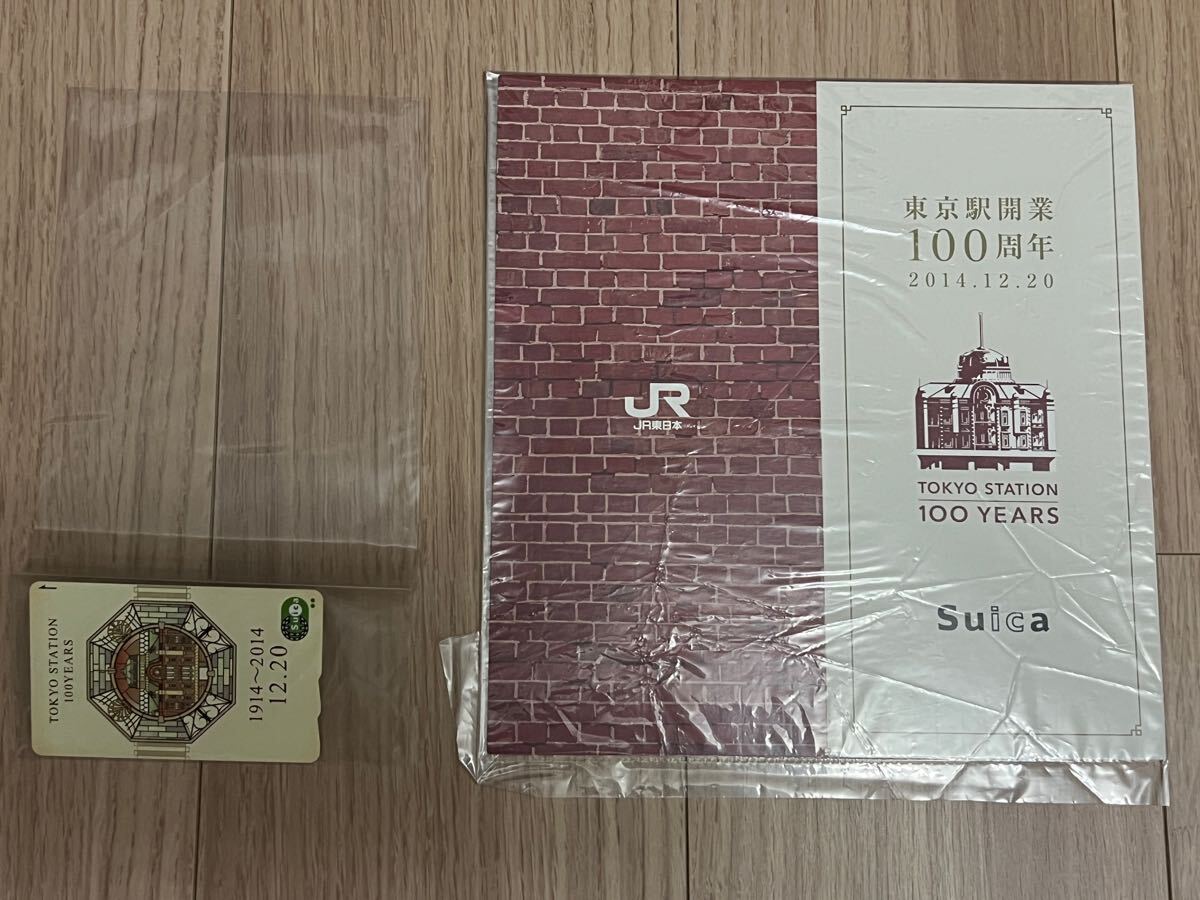 TOKYO STATION
100YEARS
1914〜2014
12.20
Suica
JR
JR東日本
東京駅開業
100周年
2014.12.20
TOKYO STATION
100 YEARS
Suica